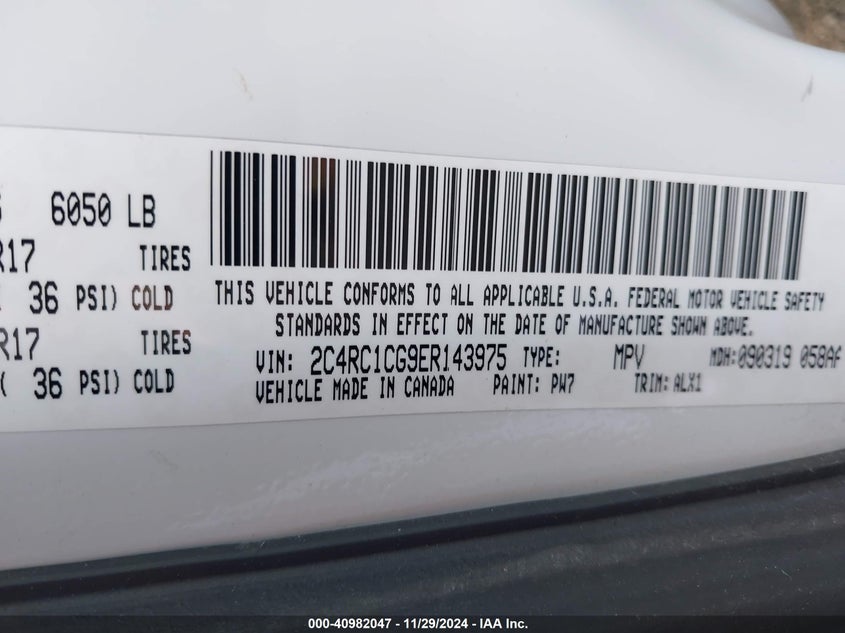 6050 LB
R17 TIRES
36 PSI) COLD
R17 TIRES
( 36 PSI) COLD
THIS VEHICLE CONFORMS TO ALL APPLICABLE U.S.A. FEDERAL MOTOR VEHICLE SAFETY
STANDARDS IN EFFECT ON THE DATE OF MANUFACTURE SHOWN ABOVE.
VIN: 2C4RC1CG9ER143975 TYPE: MPV MDH:090319 058AF
VEHICLE MADE IN CANADA PAINT: PW7 TRIM: ALX1
000-40982047 - 11/29/2024 - IAA Inc.